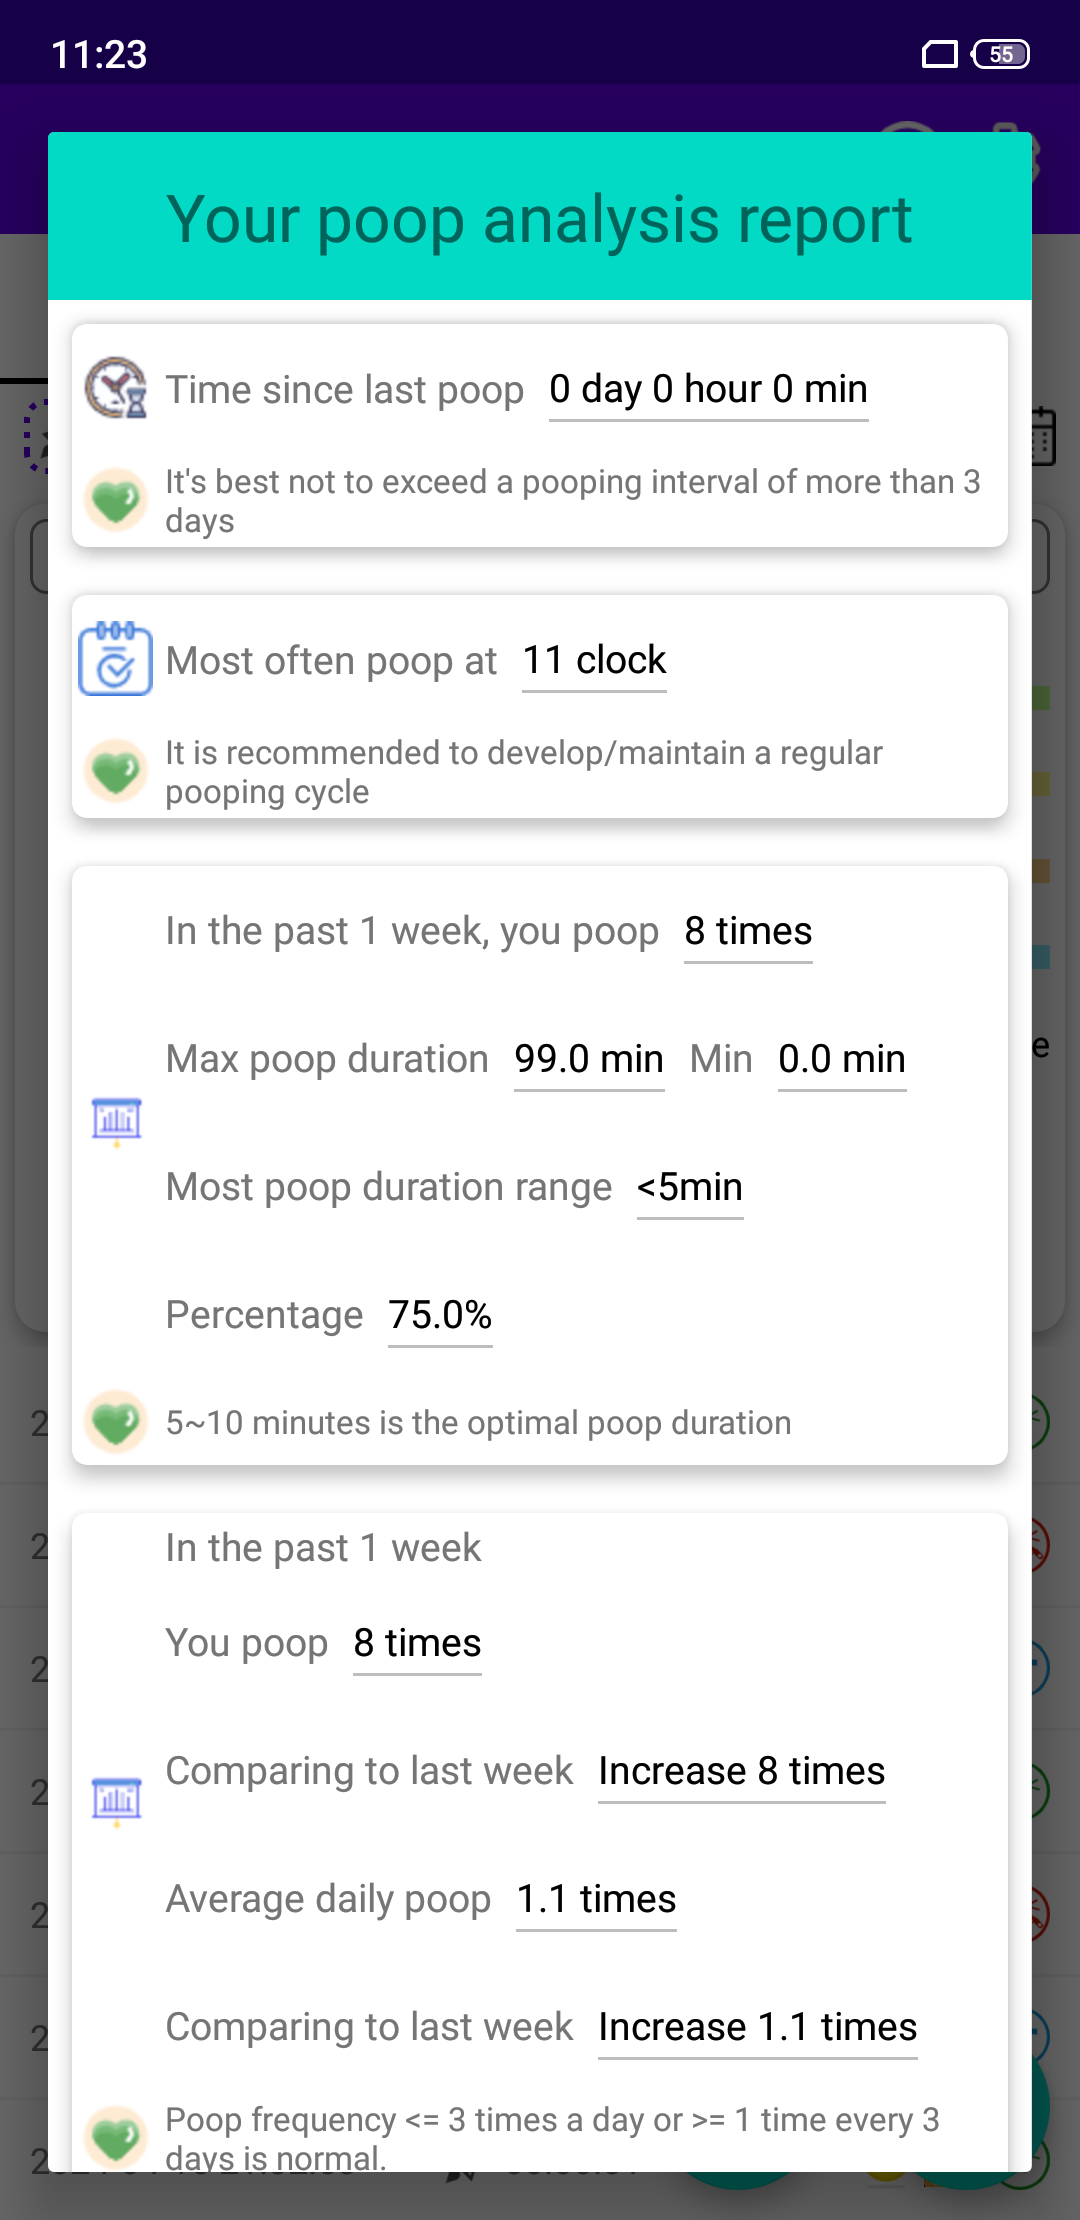 11:23
55
Your poop analysis report
Time since last poop 0 day 0 hour 0 min
It's best not to exceed a pooping interval of more than 3
days
Most often poop at 11 clock
It is recommended to develop/maintain a regular
pooping cycle
In the past 1 week, you poop 8 times
Max poop duration 99.0 min Min 0.0 min
Most poop duration range <5min
Percentage 75.0%
5~10 minutes is the optimal poop duration
In the past 1 week
You poop 8 times
Comparing to last week Increase 8 times
Average daily poop 1.1 times
Comparing to last week Increase 1.1 times
Poop frequency <= 3 times a day or >= 1 time every 3
days is normal.